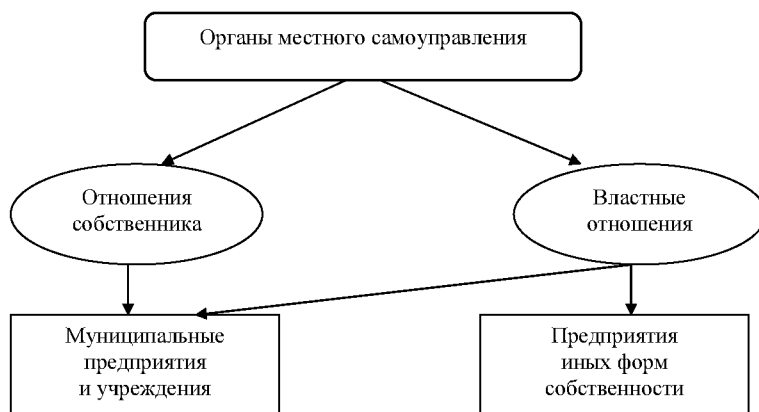 Органы местного самоуправления
Отношения
собственника
Властные
отношения
Муниципальные
предприятия
и учреждения
Предприятия
иных форм
собственности